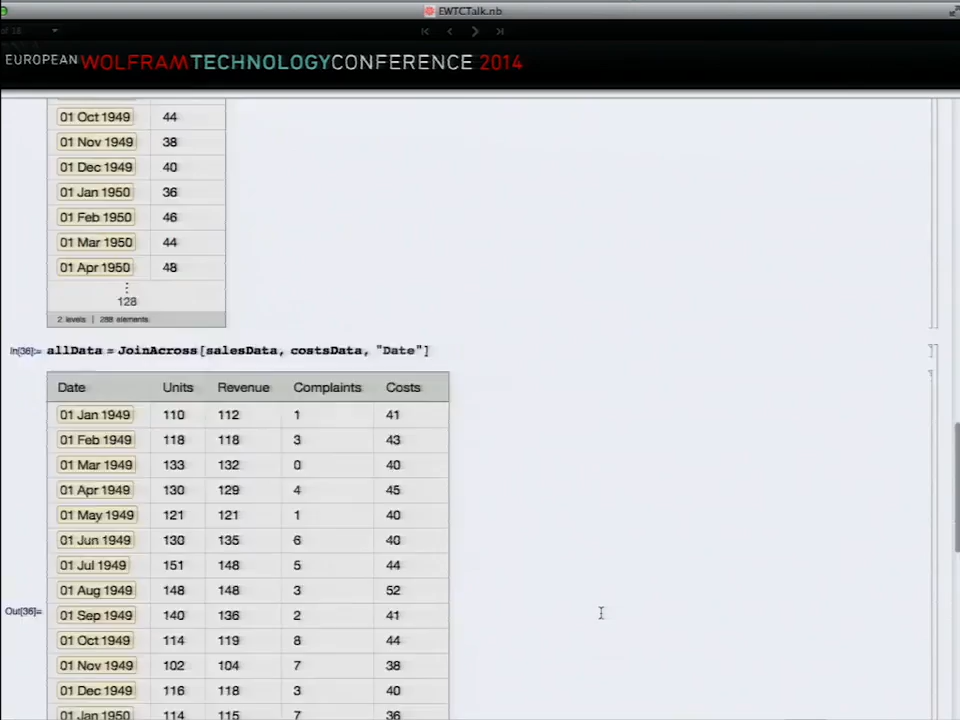 EWTCTalk.nb
of 18
EUROPEAN WOLFRAMTECHNOLOGYCONFERENCE 2014
01 Oct 1949 44
01 Nov 1949 38
01 Dec 1949 40
01 Jan 1950 36
01 Feb 1950 46
01 Mar 1950 44
01 Apr 1950 48
⋮
128
2 levels | 288 elements
In[36]:= allData = JoinAcross[salesData, costsData, "Date"]
Date Units Revenue Complaints Costs
01 Jan 1949 110 112 1 41
01 Feb 1949 118 118 3 43
01 Mar 1949 133 132 0 40
01 Apr 1949 130 129 4 45
01 May 1949 121 121 1 40
01 Jun 1949 130 135 6 40
01 Jul 1949 151 148 5 44
01 Aug 1949 148 148 3 52
Out[36]= 01 Sep 1949 140 136 2 41
01 Oct 1949 114 119 8 44
01 Nov 1949 102 104 7 38
01 Dec 1949 116 118 3 40
01 Jan 1950 114 115 7 36